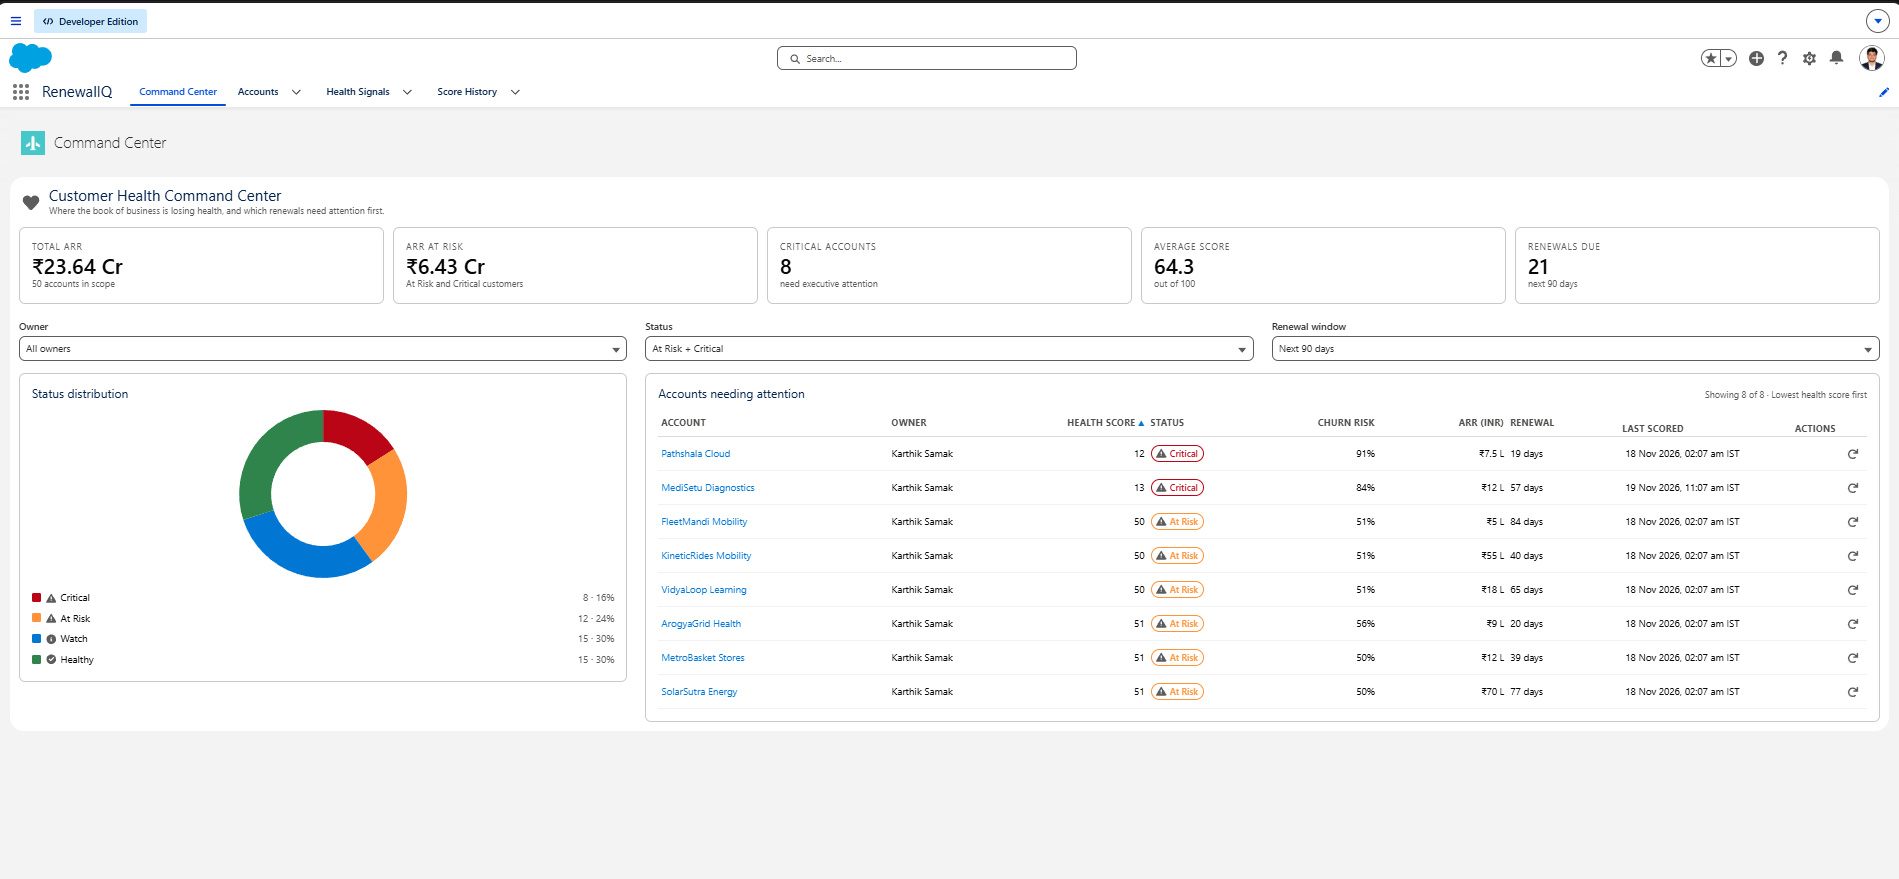 Developer Edition
Search...
RenewalIQ
Command Center
Accounts
Health Signals
Score History
Command Center
Customer Health Command Center
Where the book of business is losing health, and which renewals need attention first.
TOTAL ARR
₹23.64 Cr
50 accounts in scope
ARR AT RISK
₹6.43 Cr
At Risk and Critical customers
CRITICAL ACCOUNTS
8
need executive attention
AVERAGE SCORE
64.3
out of 100
RENEWALS DUE
21
next 90 days
Owner
All owners
Status
At Risk + Critical
Renewal window
Next 90 days
Status distribution
Critical 8 · 16%
At Risk 12 · 24%
Watch 15 · 30%
Healthy 15 · 30%
Accounts needing attention
Showing 8 of 8 · Lowest health score first
ACCOUNT OWNER HEALTH SCORE STATUS CHURN RISK ARR (INR) RENEWAL LAST SCORED ACTIONS
Pathshala Cloud Karthik Samak 12 Critical 91% ₹7.5 L 19 days 18 Nov 2026, 02:07 am IST
MediSetu Diagnostics Karthik Samak 13 Critical 84% ₹12 L 57 days 19 Nov 2026, 11:07 am IST
FleetMandi Mobility Karthik Samak 50 At Risk 51% ₹5 L 84 days 18 Nov 2026, 02:07 am IST
KineticRides Mobility Karthik Samak 50 At Risk 51% ₹55 L 40 days 18 Nov 2026, 02:07 am IST
VidyaLoop Learning Karthik Samak 50 At Risk 51% ₹18 L 65 days 18 Nov 2026, 02:07 am IST
ArogyaGrid Health Karthik Samak 51 At Risk 56% ₹9 L 20 days 18 Nov 2026, 02:07 am IST
MetroBasket Stores Karthik Samak 51 At Risk 50% ₹12 L 39 days 18 Nov 2026, 02:07 am IST
SolarSutra Energy Karthik Samak 51 At Risk 50% ₹70 L 77 days 18 Nov 2026, 02:07 am IST